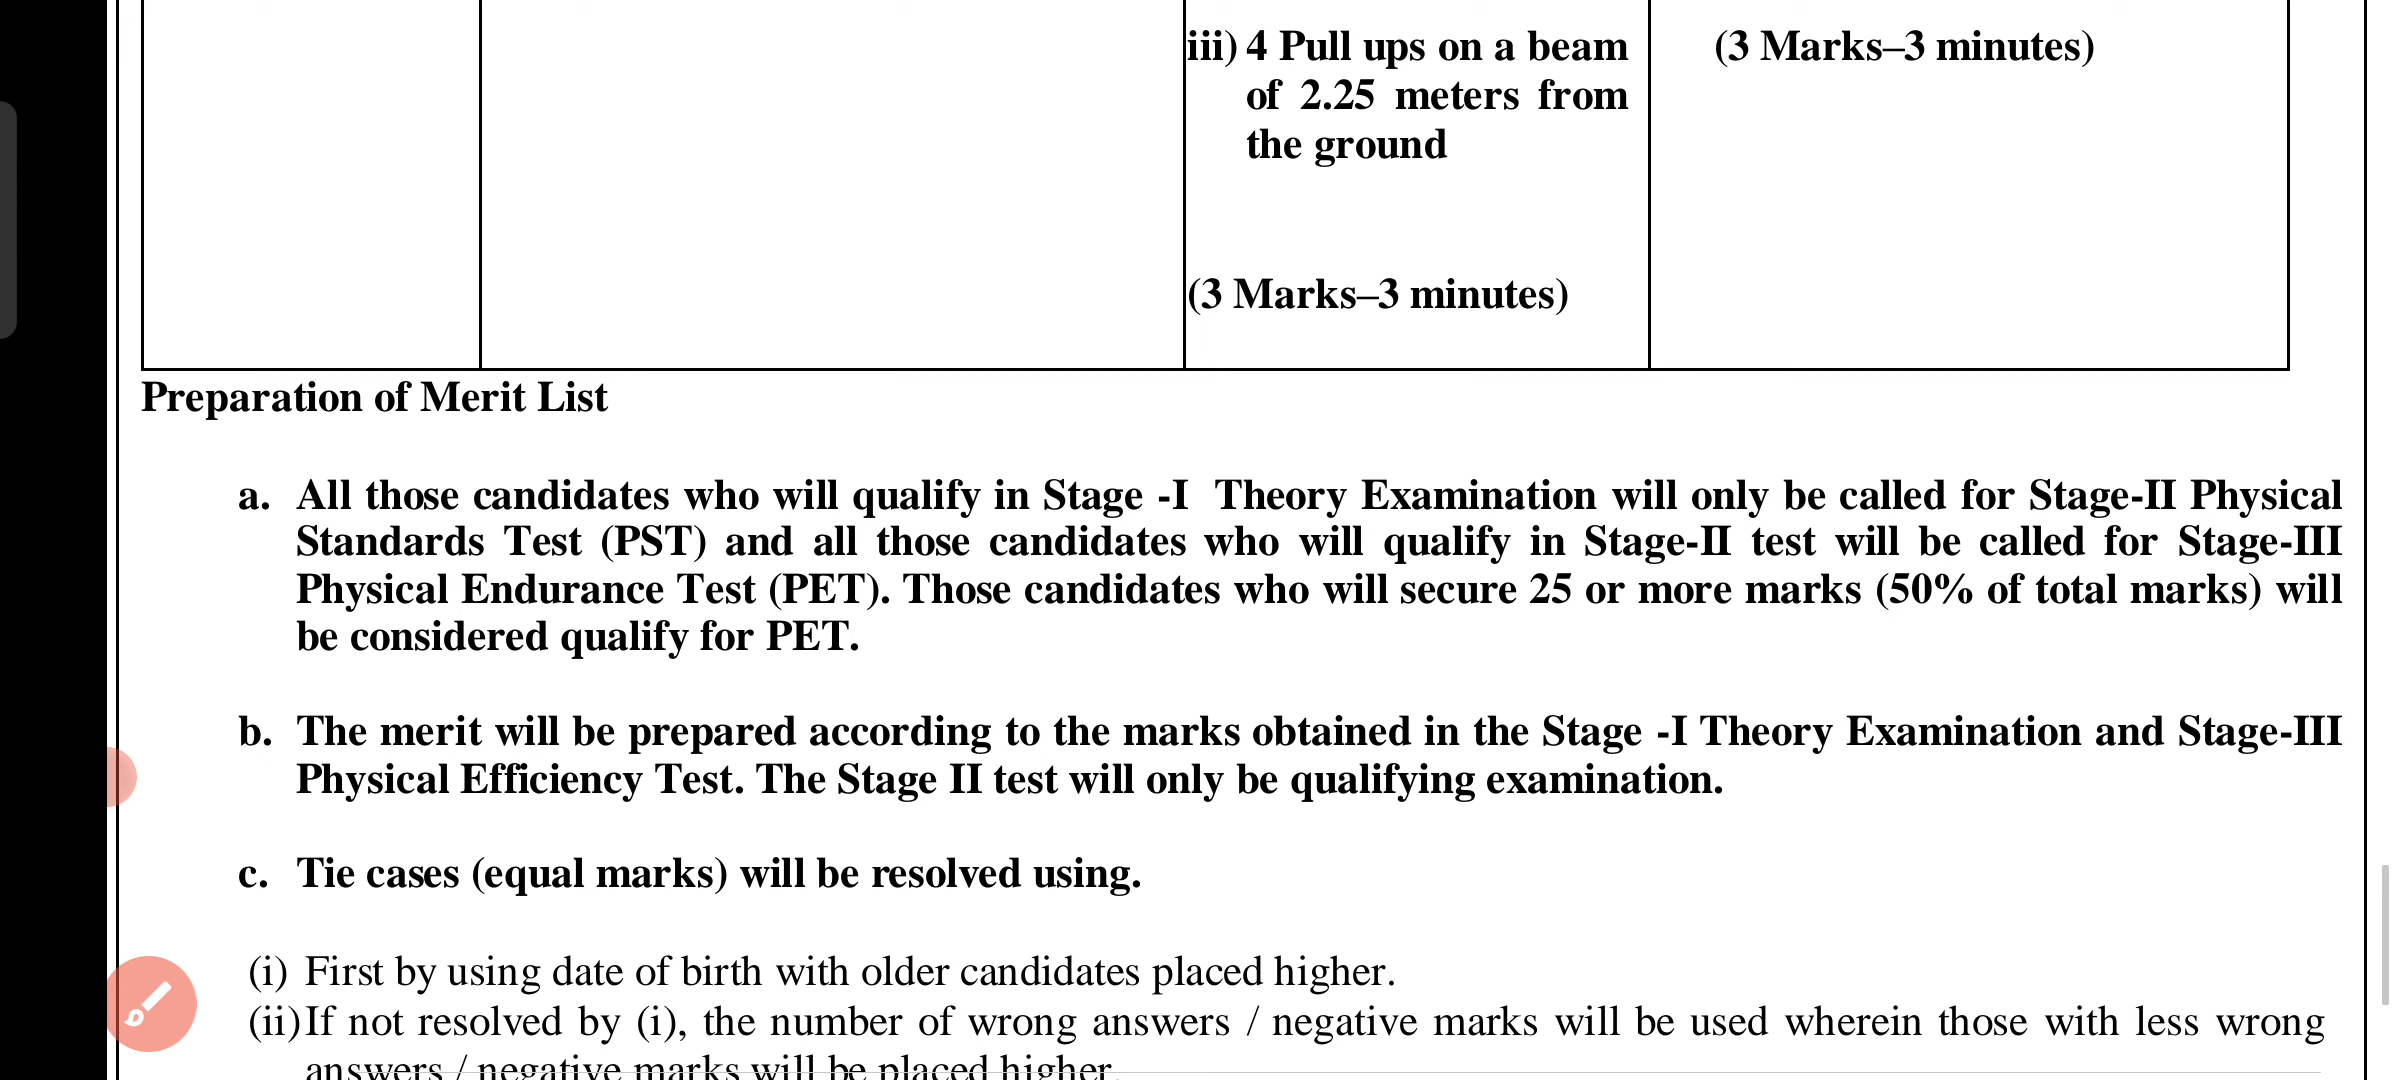 iii) 4 Pull ups on a beam
of 2.25 meters from
the ground
(3 Marks–3 minutes)
(3 Marks–3 minutes)
Preparation of Merit List
a. All those candidates who will qualify in Stage -I Theory Examination will only be called for Stage-II Physical
Standards Test (PST) and all those candidates who will qualify in Stage-II test will be called for Stage-III
Physical Endurance Test (PET). Those candidates who will secure 25 or more marks (50% of total marks) will
be considered qualify for PET.
b. The merit will be prepared according to the marks obtained in the Stage -I Theory Examination and Stage-III
Physical Efficiency Test. The Stage II test will only be qualifying examination.
c. Tie cases (equal marks) will be resolved using.
(i) First by using date of birth with older candidates placed higher.
(ii) If not resolved by (i), the number of wrong answers / negative marks will be used wherein those with less wrong
answers / negative marks will be placed higher.